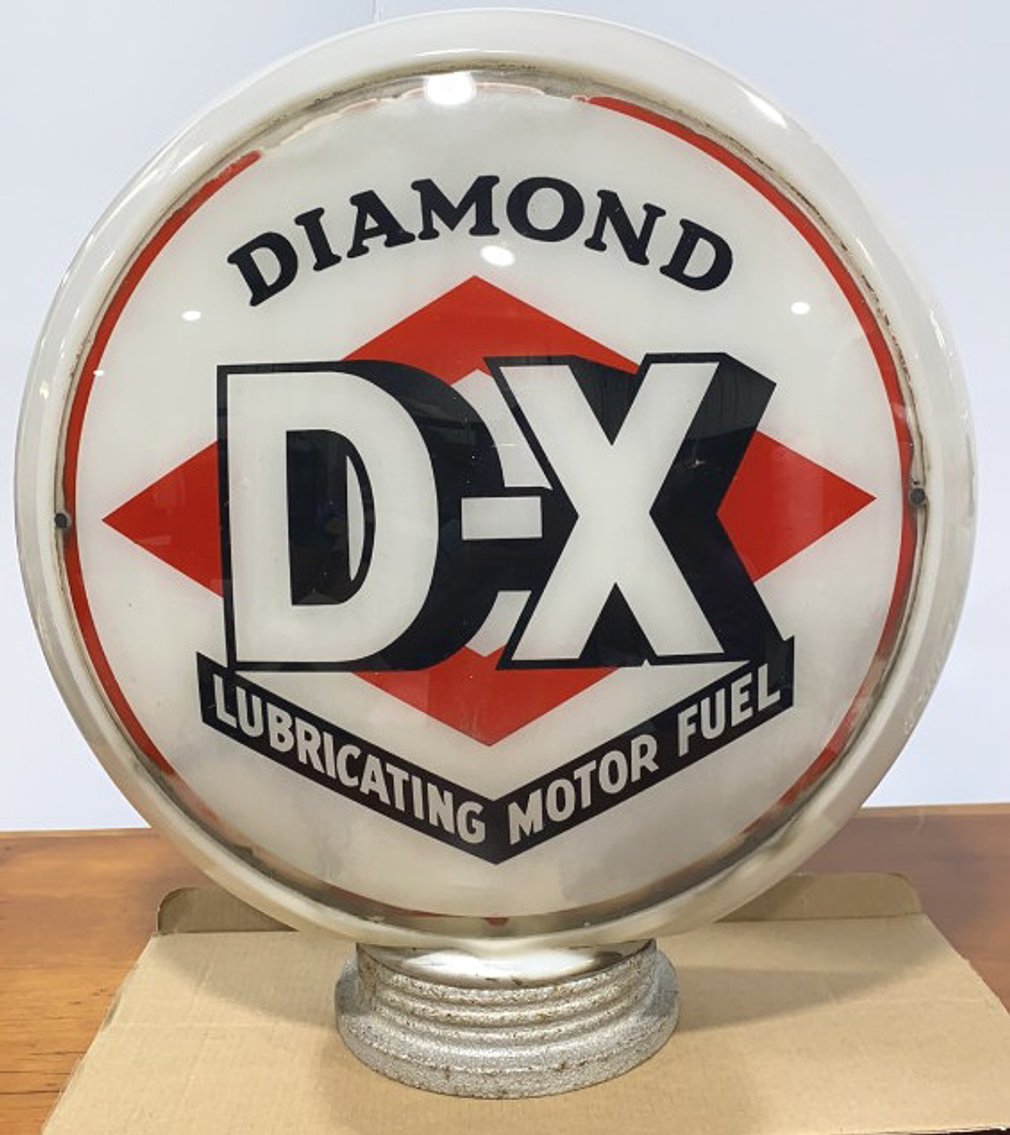 DIAMOND
D-X
LUBRICATING MOTOR FUEL